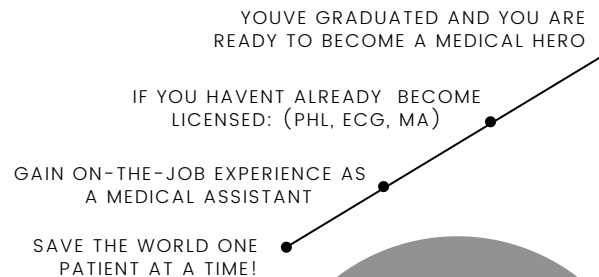 YOUVE GRADUATED AND YOU ARE
READY TO BECOME A MEDICAL HERO
IF YOU HAVENT ALREADY BECOME
LICENSED: (PHL, ECG, MA)
GAIN ON-THE-JOB EXPERIENCE AS
A MEDICAL ASSISTANT
SAVE THE WORLD ONE
PATIENT AT A TIME!